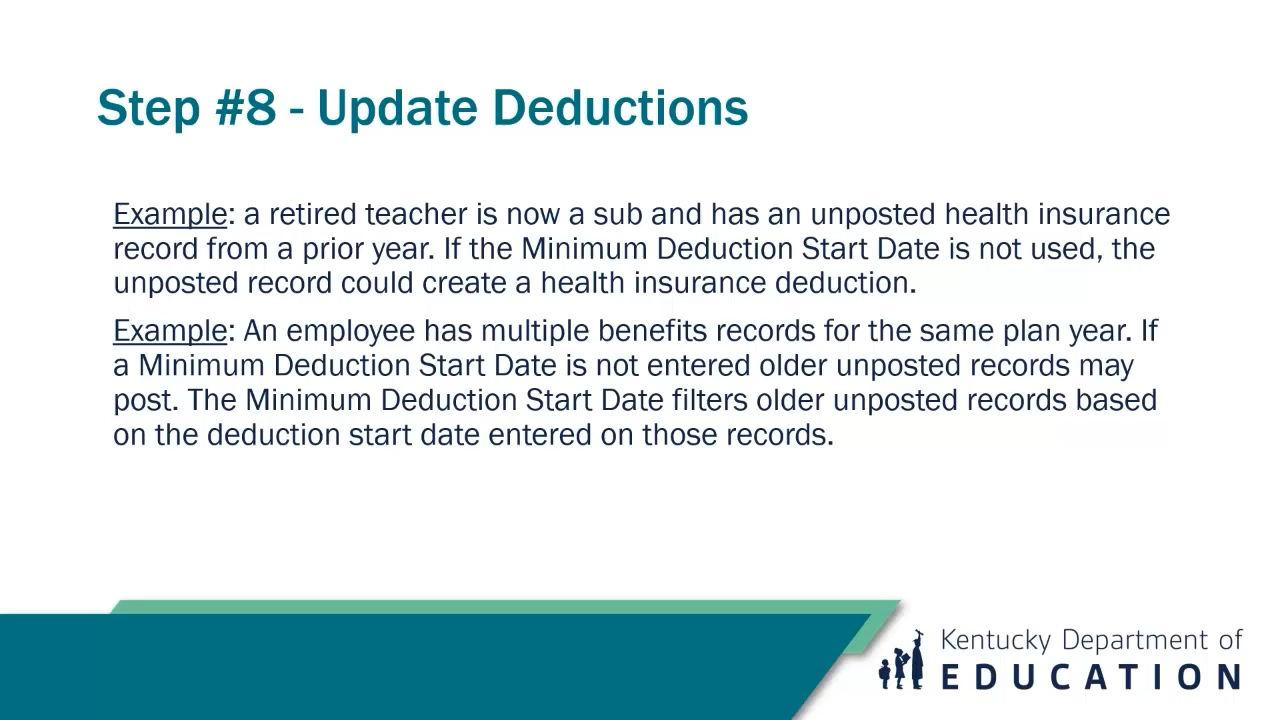 Step #8 - Update Deductions
Example: a retired teacher is now a sub and has an unposted health insurance
record from a prior year. If the Minimum Deduction Start Date is not used, the
unposted record could create a health insurance deduction.
Example: An employee has multiple benefits records for the same plan year. If
a Minimum Deduction Start Date is not entered older unposted records may
post. The Minimum Deduction Start Date filters older unposted records based
on the deduction start date entered on those records.
Kentucky Department of
EDUCATION